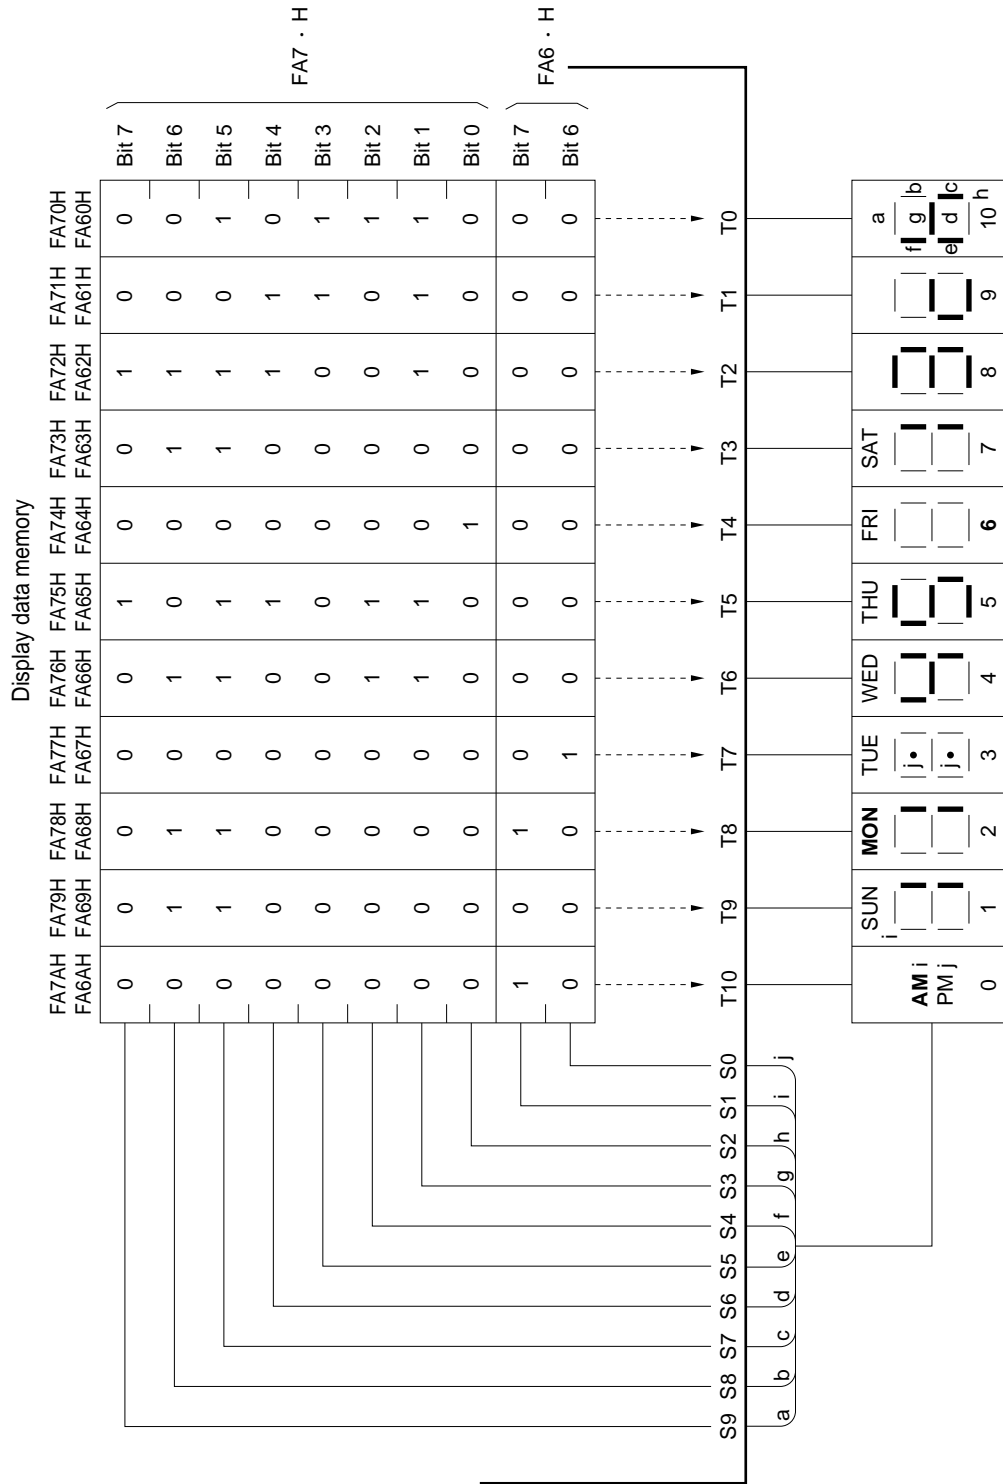 Display data memory
FA7AH FA79H FA78H FA77H FA76H FA75H FA74H FA73H FA72H FA71H FA70H
FA6AH FA69H FA68H FA67H FA66H FA65H FA64H FA63H FA62H FA61H FA60H
0 0 0 0 0 1 0 0 1 0 0 Bit 7
0 1 1 0 1 0 0 1 1 0 0 Bit 6
0 1 1 0 1 1 0 1 1 0 1 Bit 5
0 0 0 0 0 1 0 0 1 1 0 Bit 4
FA7 · H
0 0 0 0 0 0 0 0 0 1 1 Bit 3
0 0 0 0 1 1 0 0 0 0 1 Bit 2
0 0 0 0 1 1 0 0 1 1 1 Bit 1
0 0 0 0 0 0 1 0 0 0 0 Bit 0
1 0 1 0 0 0 0 0 0 0 0 Bit 7
FA6 · H
0 0 0 1 0 0 0 0 0 0 0 Bit 6
S9 S8 S7 S6 S5 S4 S3 S2 S1 S0 T10 T9 T8 T7 T6 T5 T4 T3 T2 T1 T0
a b c d e f g h i j
SUN MON TUE WED THU FRI SAT
i
a
AM i
PM j
j
f g b
j
e d c
h
0 1 2 3 4 5 6 7 8 9 10